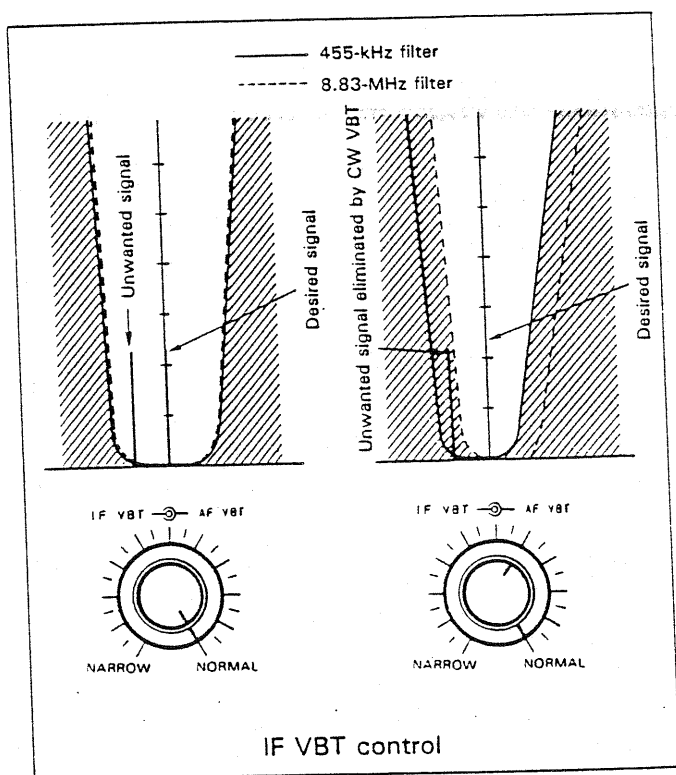 455-kHz filter
8.83-MHz filter
Unwanted signal
Desired signal
Unwanted signal eliminated by CW VBT
Desired signal
IF VBT AF VBT
NARROW NORMAL
IF VBT AF VBT
NARROW NORMAL
IF VBT control